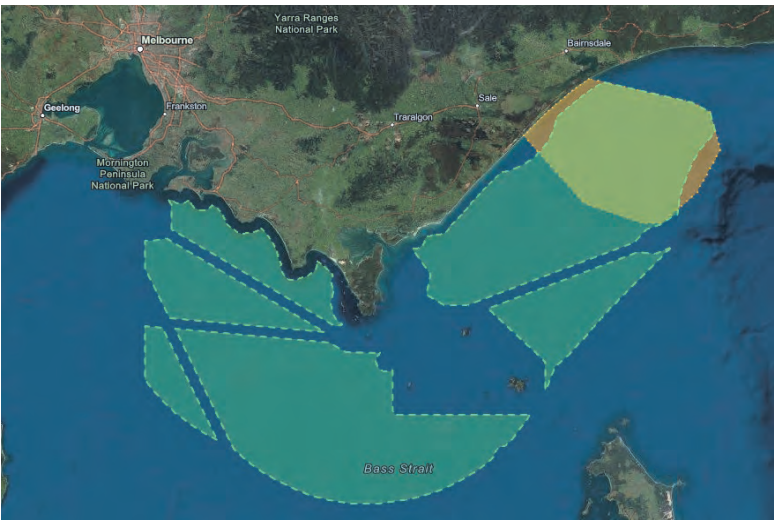 Yarra Ranges
National Park
Melbourne
Bairnsdale
Geelong
Frankston
Sale
Traralgon
Mornington
Peninsula
National Park
Bass Strait